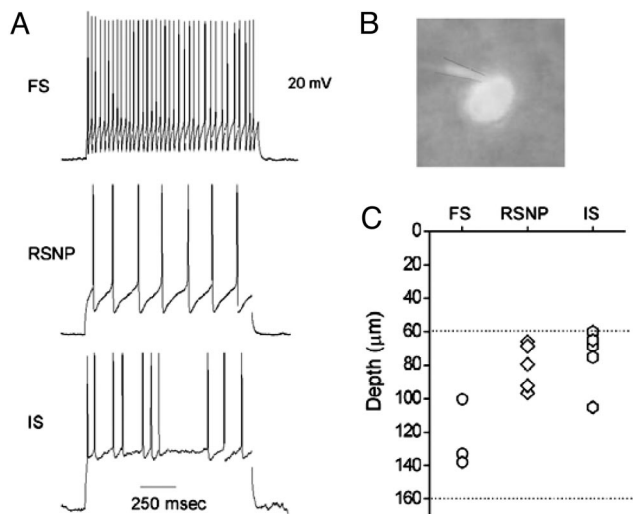 A
FS
20 mV
RSNP
IS
250 msec
B
C
FS RSNP IS
0
20
40
60
80
100
120
140
160
Depth (μm)